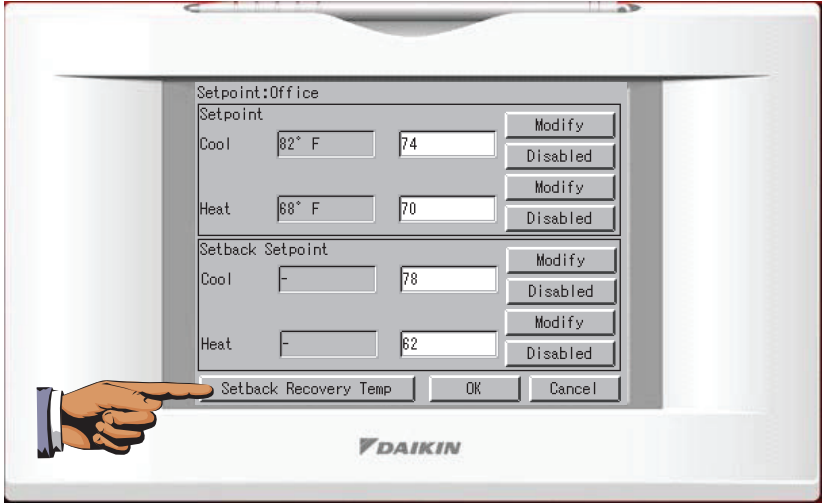 Setpoint:Office
Setpoint
Cool 82° F 74 Modify
Disabled
Modify
Heat 68° F 70 Disabled
Setback Setpoint
Cool - 78 Modify
Disabled
Modify
Heat - 62 Disabled
Setback Recovery Temp OK Cancel
DAIKIN